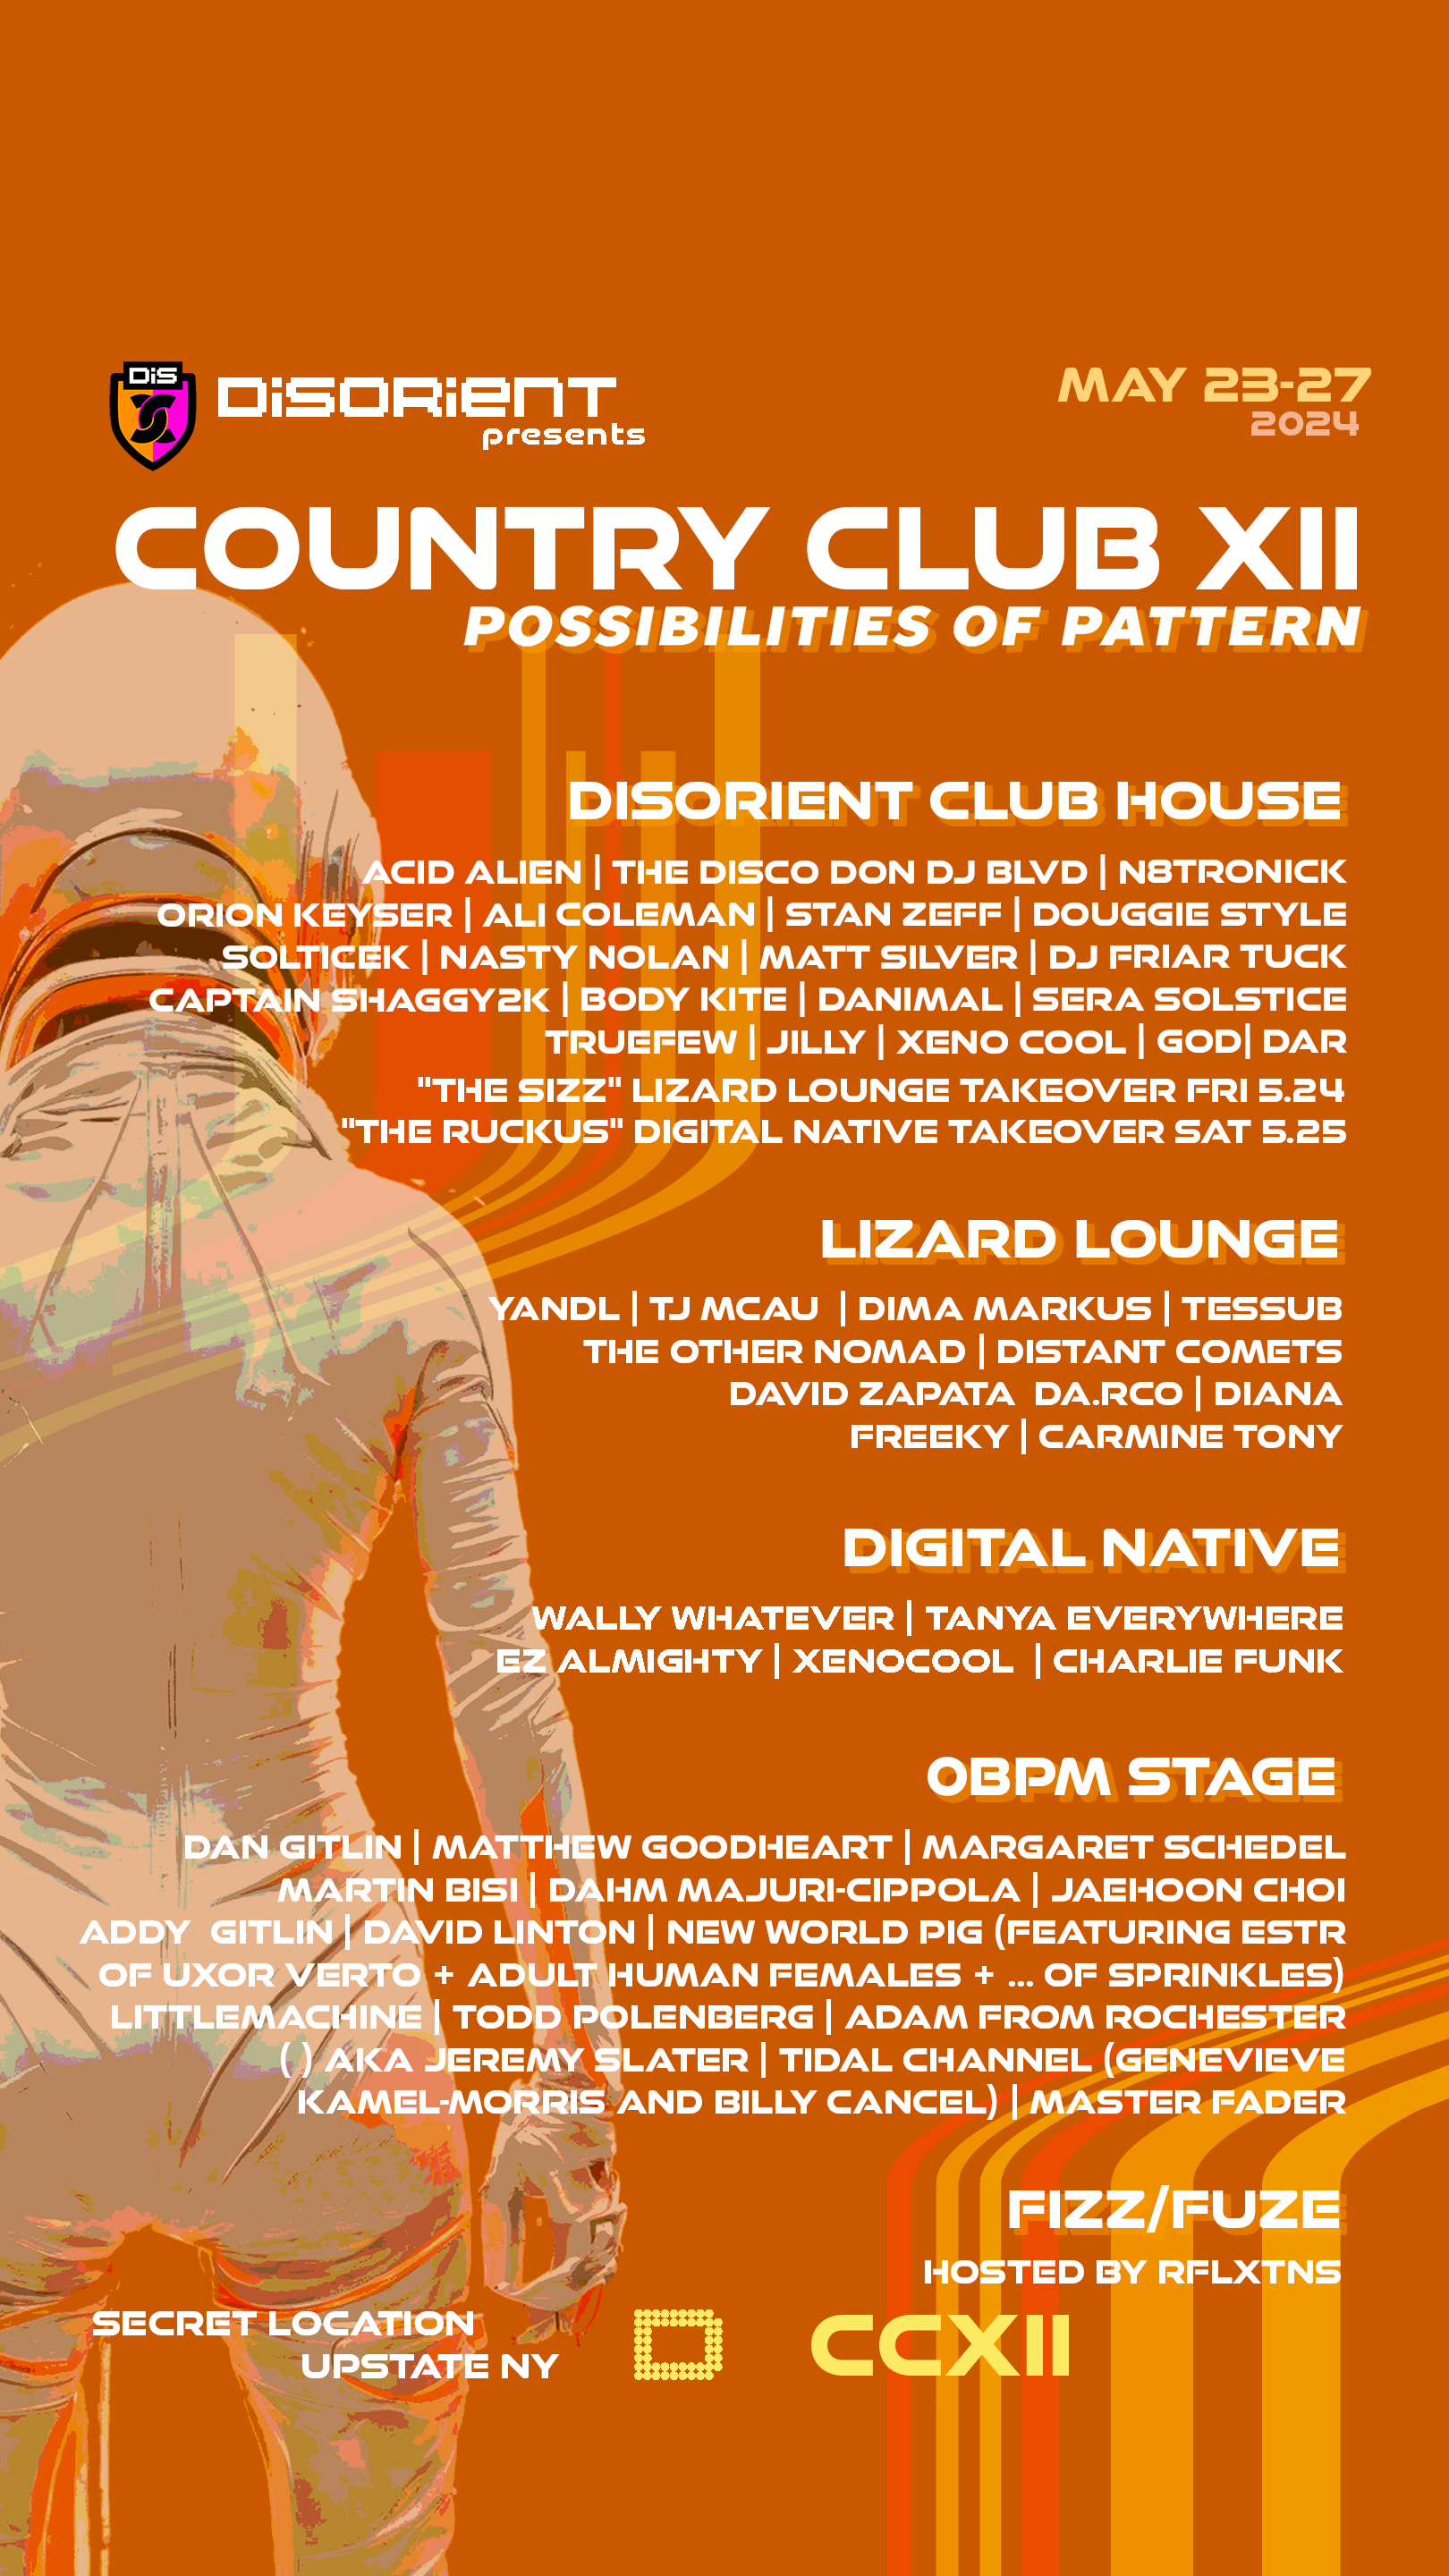 DiS
DiSORiENT
presents
MAY 23-27
2024
COUNTRY CLUB XII
POSSIBILITIES OF PATTERN
DISORIENT CLUB HOUSE
ACID ALIEN | THE DISCO DON DJ BLVD | N8TRONICK
ORION KEYSER | ALI COLEMAN | STAN ZEFF | DOUGGIE STYLE
SOLTICEK | NASTY NOLAN | MATT SILVER | DJ FRIAR TUCK
CAPTAIN SHAGGY2K | BODY KITE | DANIMAL | SERA SOLSTICE
TRUEFEW | JILLY | XENO COOL | GOD| DAR
"THE SIZZ" LIZARD LOUNGE TAKEOVER FRI 5.24
"THE RUCKUS" DIGITAL NATIVE TAKEOVER SAT 5.25
LIZARD LOUNGE
YANDL | TJ MCAU | DIMA MARKUS | TESSUB
THE OTHER NOMAD | DISTANT COMETS
DAVID ZAPATA DA.RCO | DIANA
FREEKY | CARMINE TONY
DIGITAL NATIVE
WALLY WHATEVER | TANYA EVERYWHERE
EZ ALMIGHTY | XENOCOOL | CHARLIE FUNK
0BPM STAGE
DAN GITLIN | MATTHEW GOODHEART | MARGARET SCHEDEL
MARTIN BISI | DAHM MAJURI-CIPPOLA | JAEHOON CHOI
ADDY GITLIN | DAVID LINTON | NEW WORLD PIG (FEATURING ESTR
OF UXOR VERTO + ADULT HUMAN FEMALES + ... OF SPRINKLES)
LITTLEMACHINE | TODD POLENBERG | ADAM FROM ROCHESTER
( ) AKA JEREMY SLATER | TIDAL CHANNEL (GENEVIEVE
KAMEL-MORRIS AND BILLY CANCEL) | MASTER FADER
FIZZ/FUZE
HOSTED BY RFLXTNS
SECRET LOCATION
UPSTATE NY
CCXII